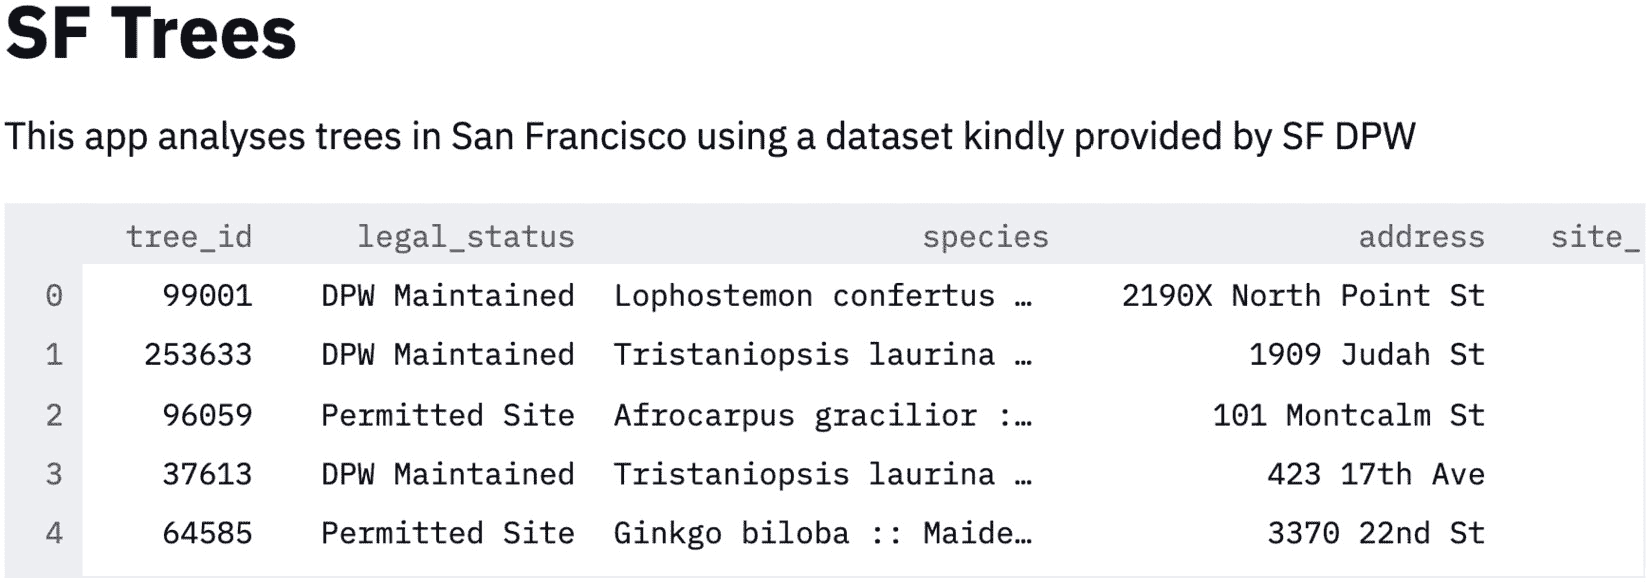 SF Trees
This app analyses trees in San Francisco using a dataset kindly provided by SF DPW
tree_id legal_status species address site_
0 99001 DPW Maintained Lophostemon confertus … 2190X North Point St
1 253633 DPW Maintained Tristaniopsis laurina … 1909 Judah St
2 96059 Permitted Site Afrocarpus gracilior :… 101 Montcalm St
3 37613 DPW Maintained Tristaniopsis laurina … 423 17th Ave
4 64585 Permitted Site Ginkgo biloba :: Maide… 3370 22nd St